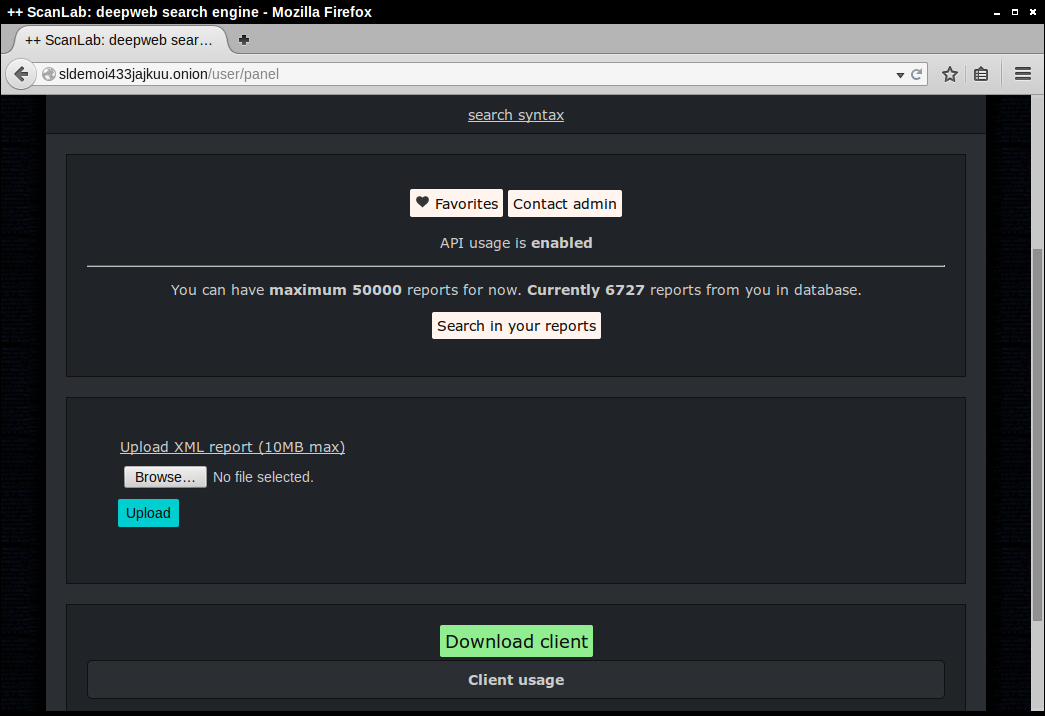 ++ ScanLab: deepweb search engine - Mozilla Firefox
++ ScanLab: deepweb sear…
sldemoi433jajkuu.onion/user/panel
search syntax
Favorites Contact admin
API usage is enabled
You can have maximum 50000 reports for now. Currently 6727 reports from you in database.
Search in your reports
Upload XML report (10MB max)
Browse… No file selected.
Upload
Download client
Client usage